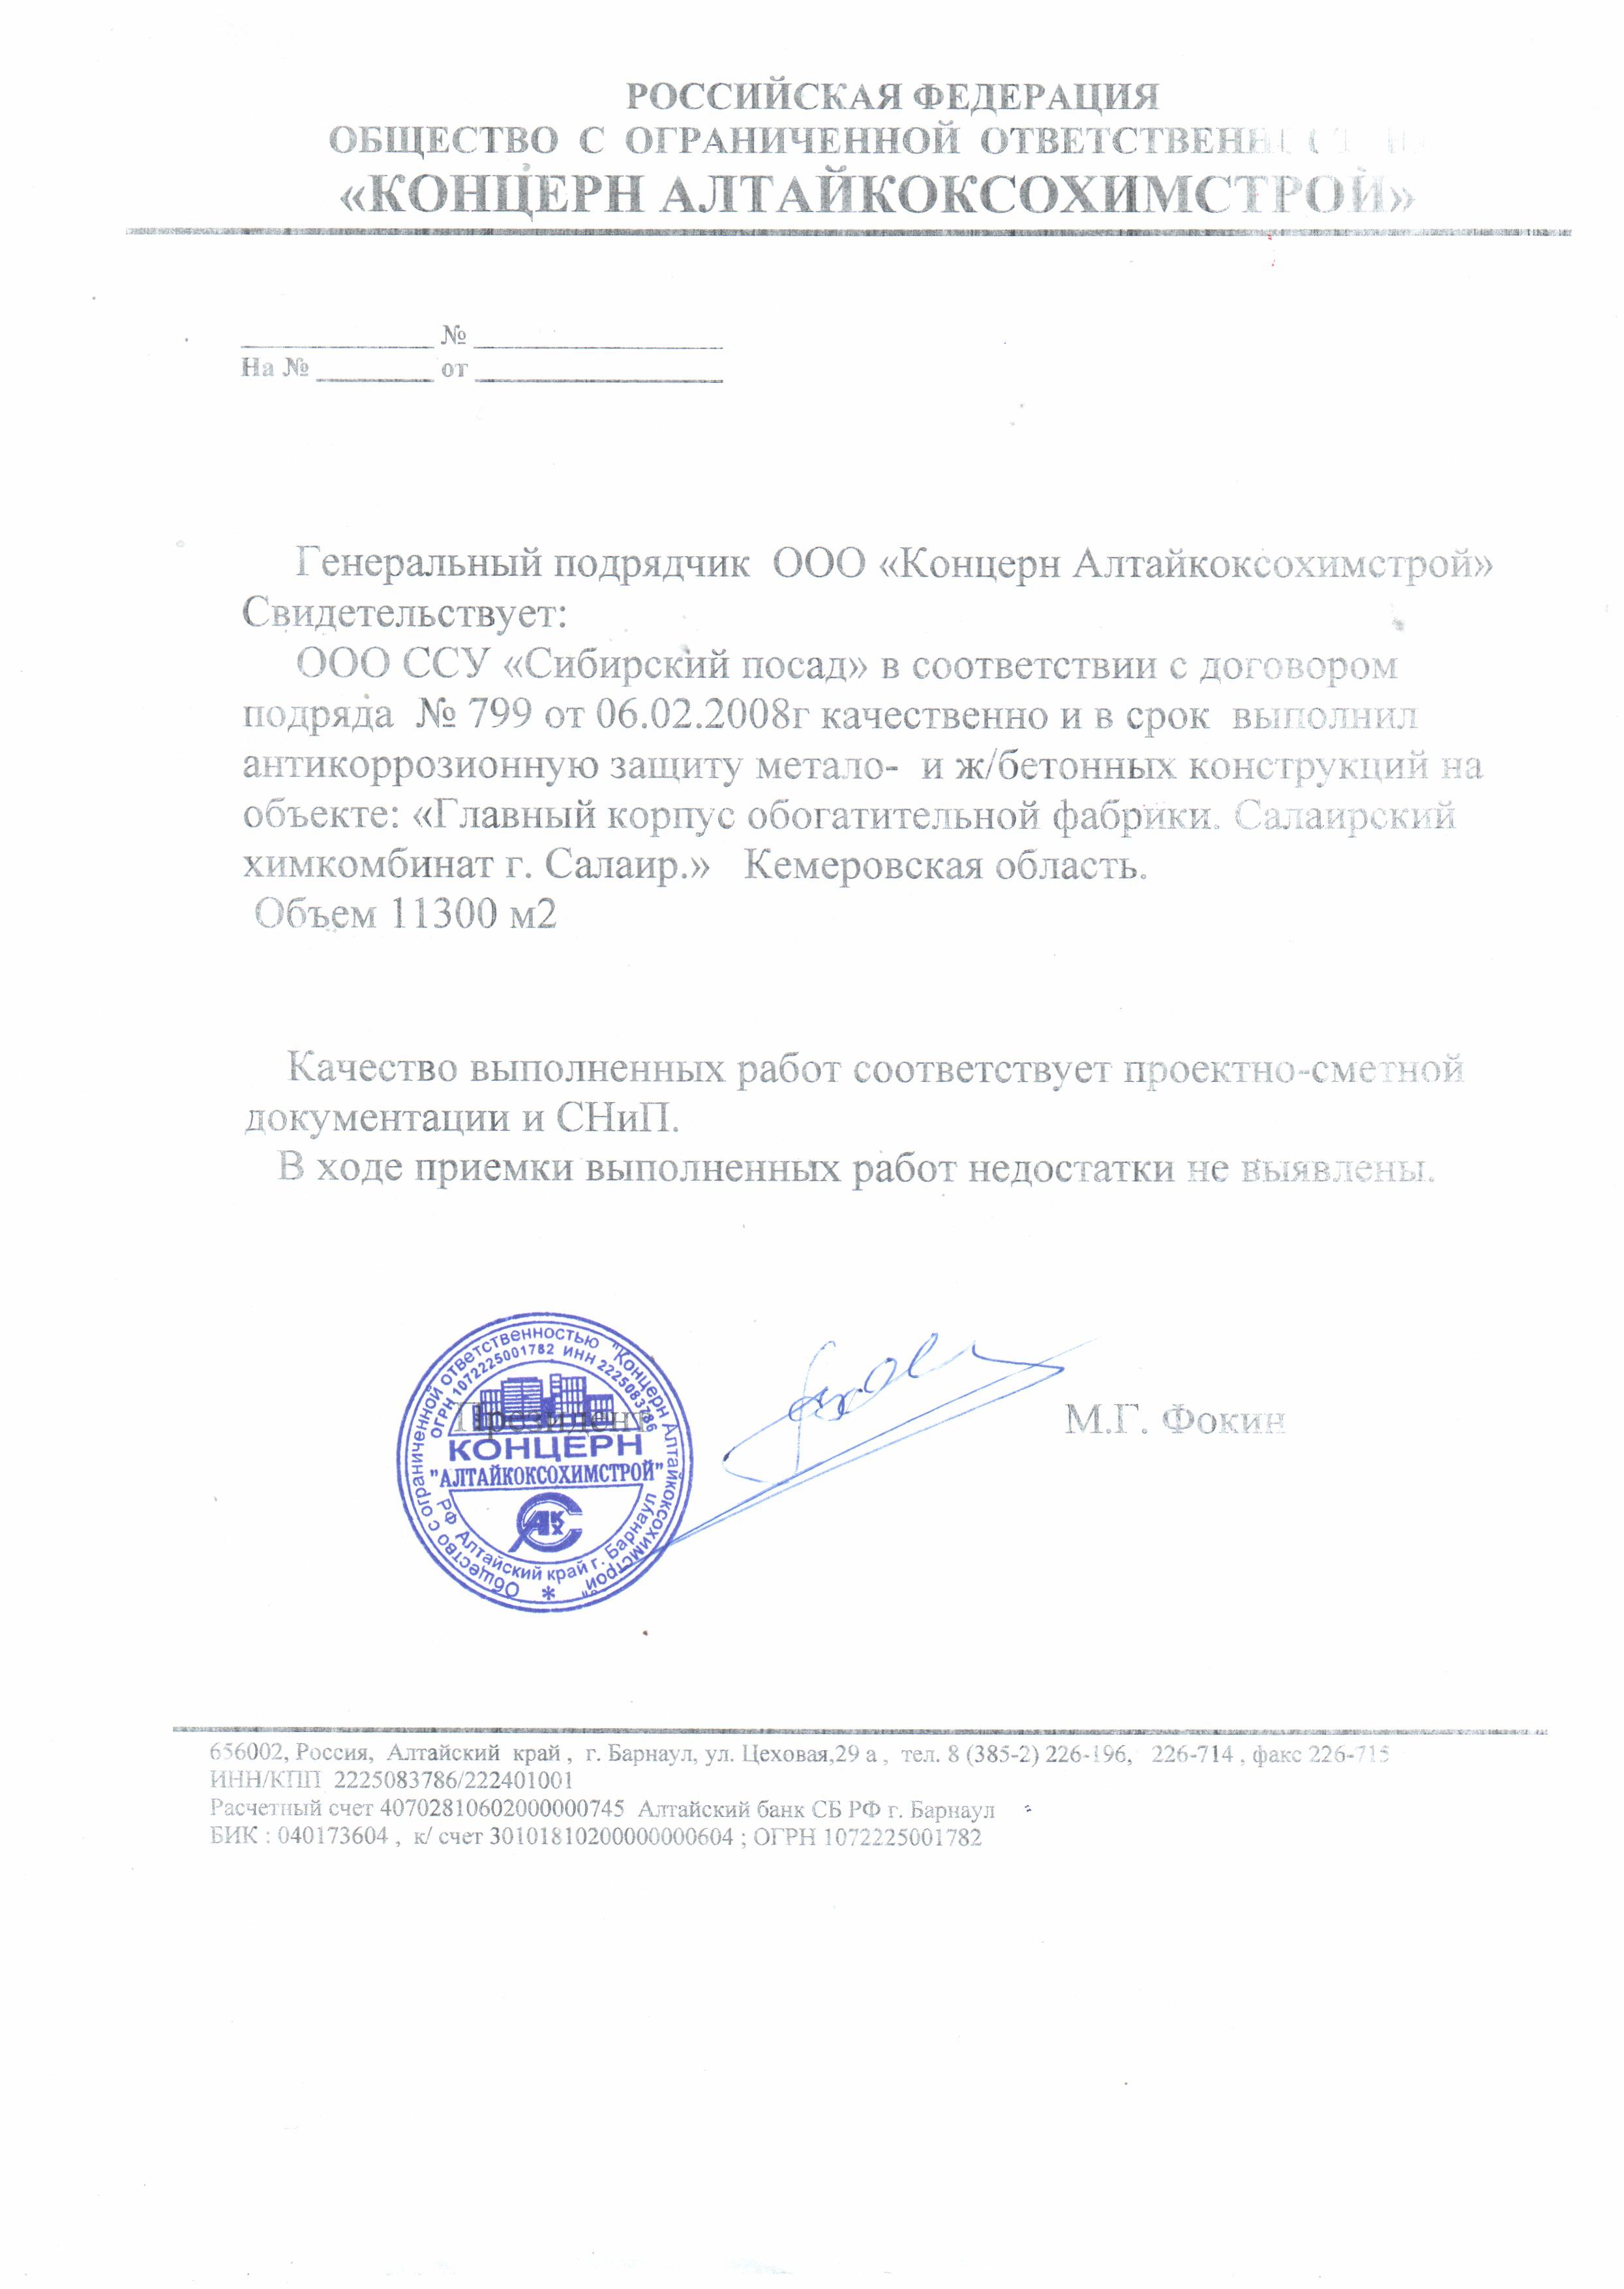 РОССИЙСКАЯ ФЕДЕРАЦИЯ
ОБЩЕСТВО С ОГРАНИЧЕННОЙ
«КОНЦЕРН АЛТАЙКОКСОХИМСТРОЙ»
№
На № от
Генеральный подрядчик ООО «Концерн Алтайкоксохимстрой»
Свидетельствует:
ООО ССУ «Сибирский посад» в соответствии с договором
подряда № 799 от 06.02.2008г качественно и в срок выполнил
антикоррозионную защиту метало- и ж/бетонных конструкций на
объекте: «Главный корпус обогатительной фабрики. Салаирский
химкомбинат г. Салаир.» Кемеровская область.
Объем 11300 м2
Качество выполненных работ соответствует проектно-сметной
документации и СНиП.
В ходе приемки выполненных работ недостатки не выявлены.
Общество с ограниченной ответственностью "Концерн Алтайкоксохимстрой"
ОГРН 1072225001782 ИНН 2225083786
Президент М.Г. Фокин
КОНЦЕРН
"АЛТАЙКОКСОХИМСТРОЙ"
АКХ
РФ Алтайский край г. Барнаул
656002, Россия, Алтайский край , г. Барнаул, ул. Цеховая,29 а , тел. 8 (385-2) 226-196, 226-714 , факс 226-715
ИНН/КПП 2225083786/222401001
Расчетный счет 40702810602000000745 Алтайский банк СБ РФ г. Барнаул
БИК : 040173604 , к/ счет 30101810200000000604 ; ОГРН 1072225001782